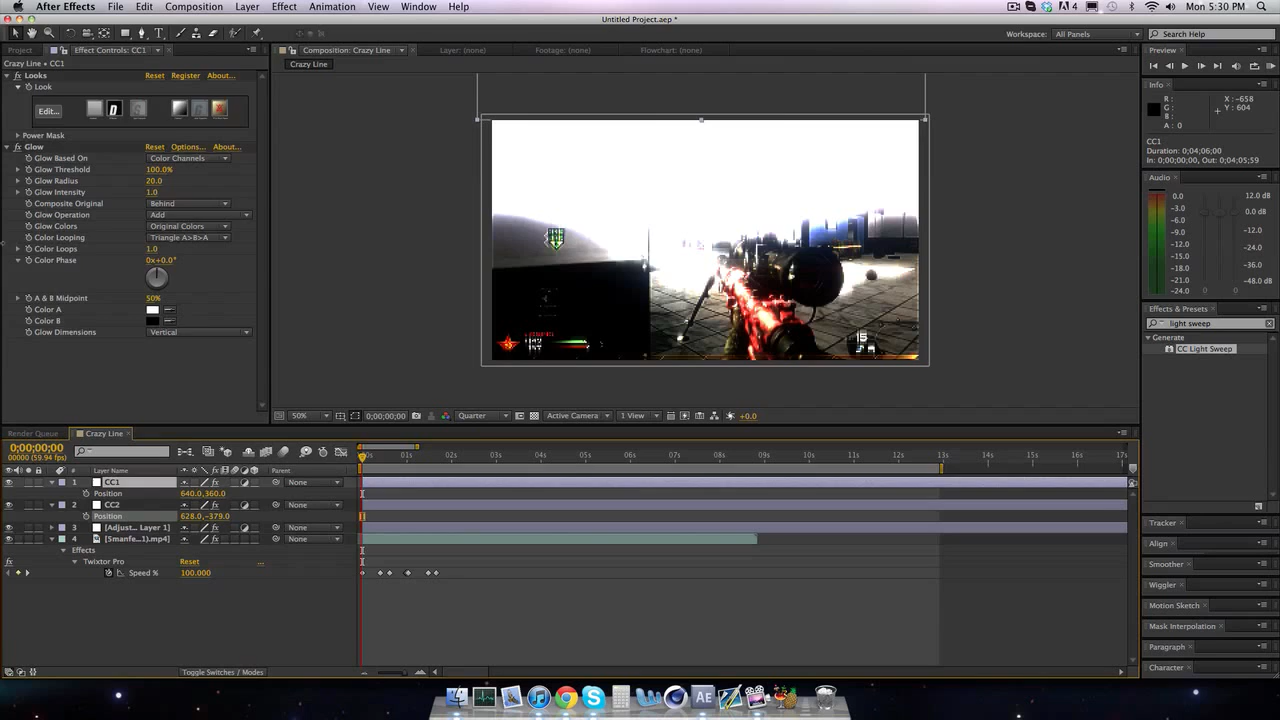 After Effects File Edit Composition Layer Effect Animation View Window Help 4 Mon 5:30 PM
Untitled Project.aep *
Workspace: All Panels Search Help
Project Effect Controls: CC1 Composition: Crazy Line Layer: (none) Footage: (none) Flowchart: (none) Preview
Crazy Line • CC1
Crazy Line
Looks Reset Register About...
Look
Edit...
Power Mask
Glow Reset Options... About...
Glow Based On Color Channels
Glow Threshold 100.0%
Glow Radius 20.0
Glow Intensity 1.0
Composite Original Behind
Glow Operation Add
Glow Colors Original Colors
Color Looping Triangle A>B>A
Color Loops 1.0
Color Phase 0x+0.0°
A & B Midpoint 50%
Color A
Color B
Glow Dimensions Vertical
15
Info
R : X : -658
G : Y : 604
B :
A : 0
CC1
Duration: 0;04;06;00
In: 0;00;00;00, Out: 0;04;05;59
Audio
0.0 12.0 dB
-3.0 0.0 dB
-6.0
-9.0 -12.0
-12.0
-15.0 -24.0
-18.0 -36.0
-21.0
-24.0 -48.0 dB
Effects & Presets
light sweep
Generate
CC Light Sweep
50% 0;00;00;00 Quarter Active Camera 1 View +0.0
Render Queue Crazy Line
0;00;00;00
00000 (59.94 fps)
00s 01s 02s 03s 04s 05s 06s 07s 08s 09s 10s 11s 12s 13s 14s 15s 16s 17s
# Layer Name Parent
1 CC1 None
Position 640.0,360.0
2 CC2 None
Position 628.0,-379.0
3 [Adjust... Layer 1] None
4 [5manfe...1).mp4] None
Effects
Twixtor Pro Reset ...
Speed % 100.000
Toggle Switches / Modes
Tracker
Align
Smoother
Wiggler
Motion Sketch
Mask Interpolation
Paragraph
Character
AE